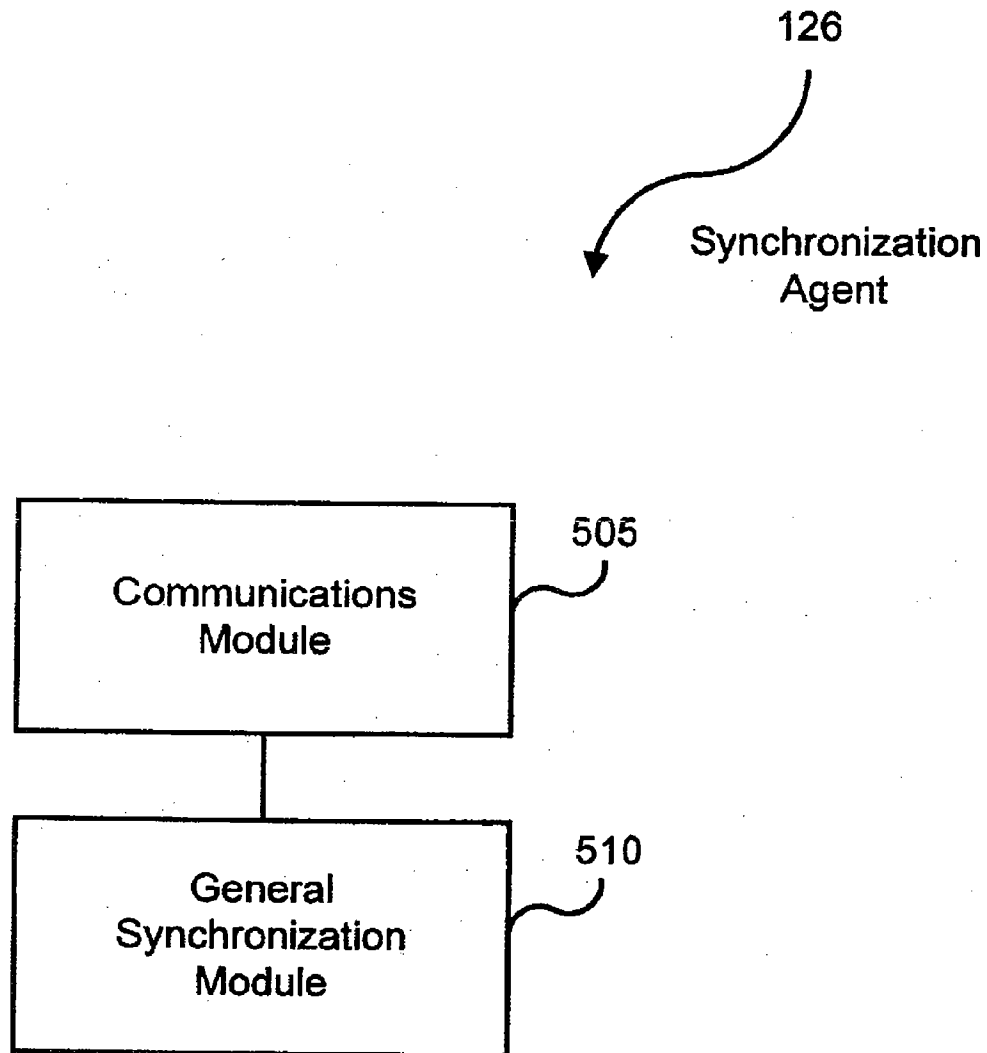 126
Synchronization
Agent
505
Communications
Module
510
General
Synchronization
Module